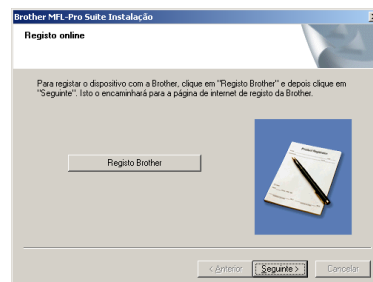 Brother MFL-Pro Suite Instalação
Registo online
Para registar o dispositivo com a Brother, clique em "Registo Brother" e depois clique em
"Seguinte". Isto o encaminhará para a página de internet de registo da Brother.
Registo Brother
< Anterior
Seguinte >
Cancelar